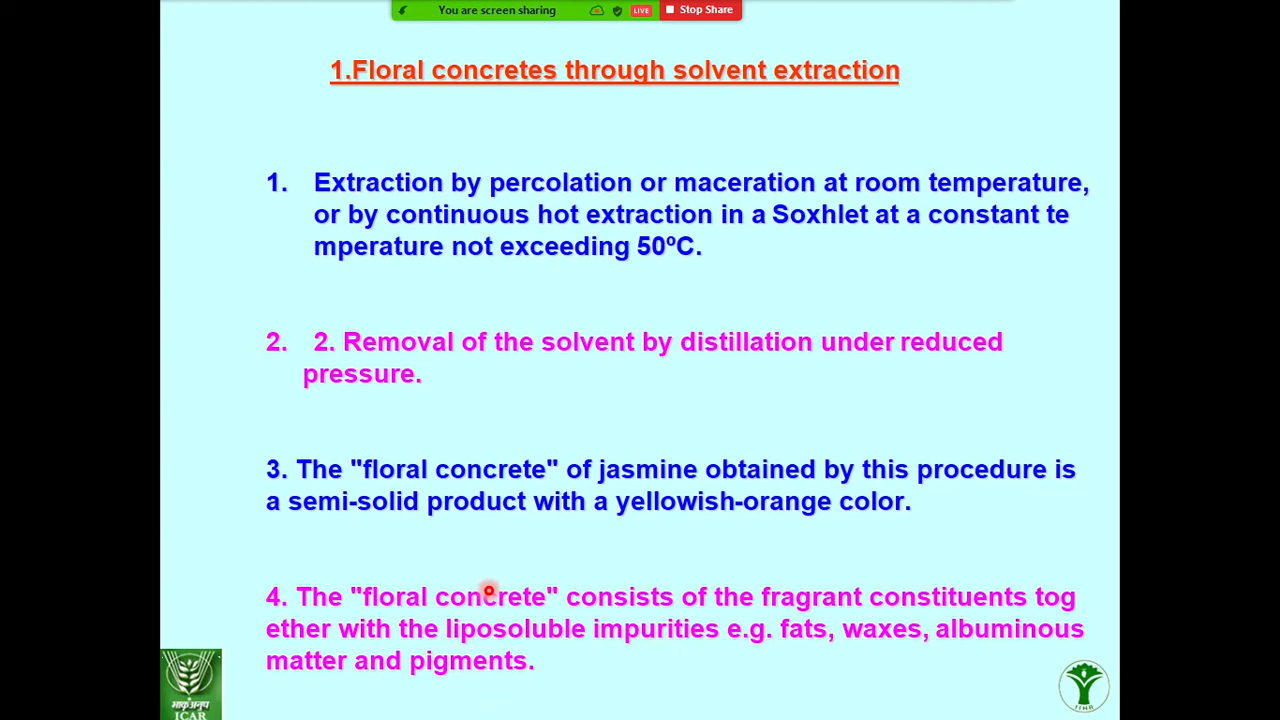 You are screen sharing LIVE Stop Share
1.Floral concretes through solvent extraction
1. Extraction by percolation or maceration at room temperature,
or by continuous hot extraction in a Soxhlet at a constant te
mperature not exceeding 50ºC.
2. 2. Removal of the solvent by distillation under reduced
pressure.
3. The "floral concrete" of jasmine obtained by this procedure is
a semi-solid product with a yellowish-orange color.
4. The "floral concrete" consists of the fragrant constituents tog
ether with the liposoluble impurities e.g. fats, waxes, albuminous
matter and pigments.
भाकृअनुप
ICAR
IIHR